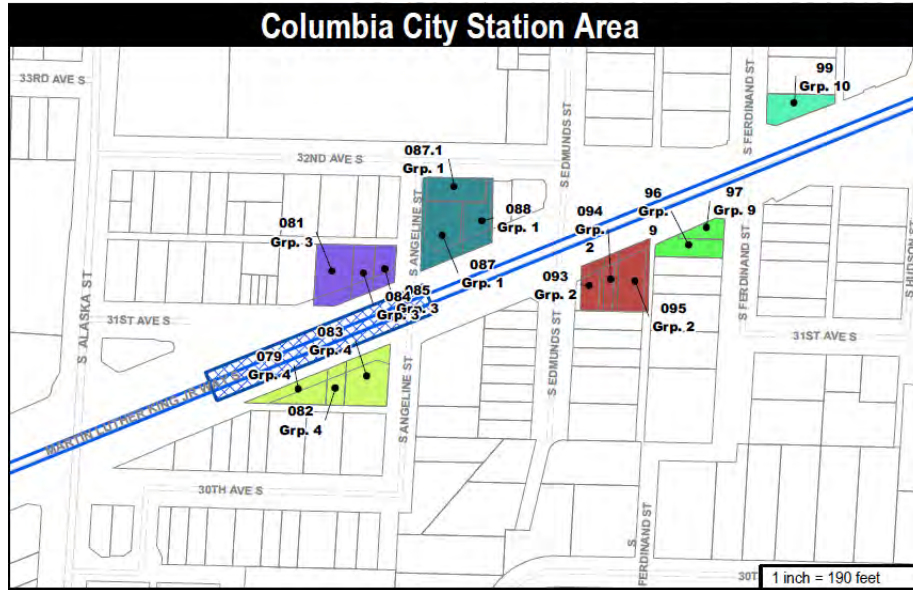 Columbia City Station Area
33RD AVE S
99
Grp. 10
S FERDINAND ST
S EDMUNDS ST
32ND AVE S
087.1
Grp. 1
S ANGELINE ST
088
Grp. 1
081
Grp. 3
094
Grp.
2
96
Grp.
9
97
Grp. 9
087
Grp. 1
093
Grp. 2
095
Grp. 2
085
Grp. 3
084
Grp. 3
083
Grp. 4
079
Grp. 4
082
Grp. 4
S ALASKA ST
31ST AVE S
31ST AVE S
S HUDSON ST
S FERDINAND ST
S EDMUNDS ST
S ANGELINE ST
MARTIN LUTHER KING JR WAY S
30TH AVE S
S
FERDINAND ST
30T
1 inch = 190 feet